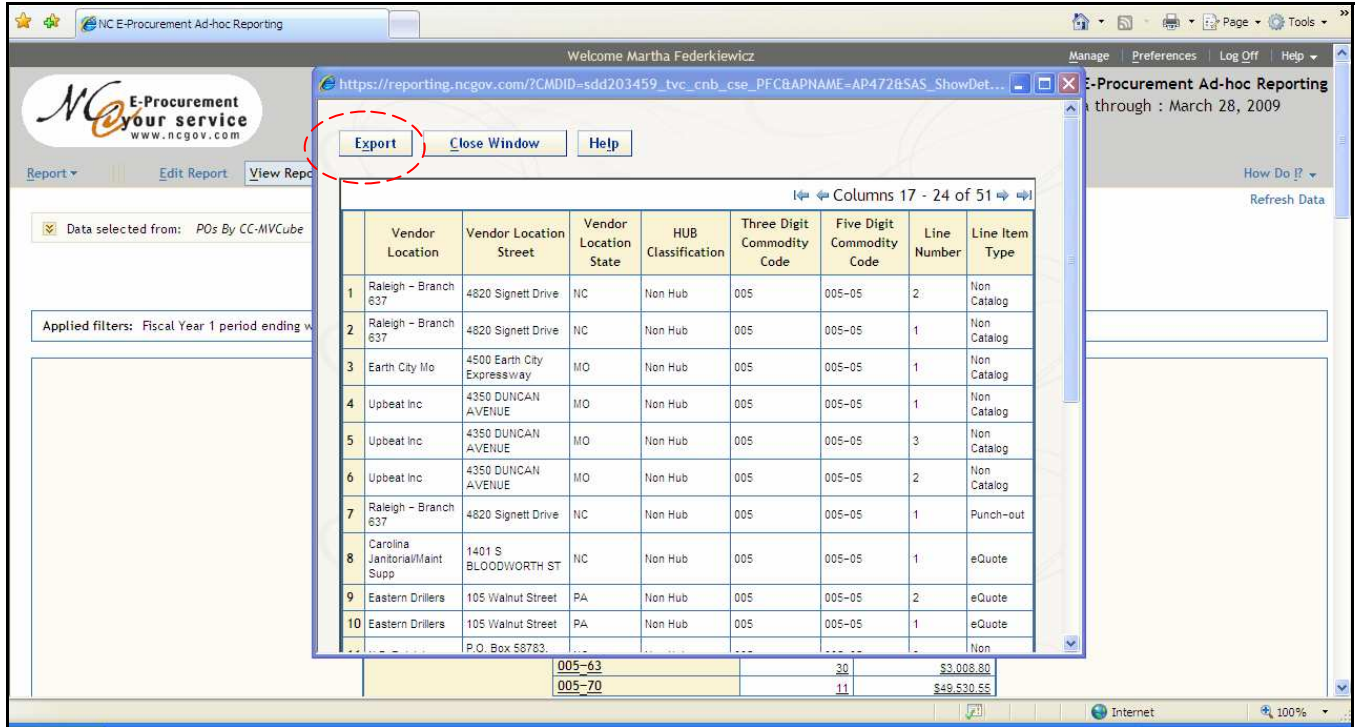 NC E-Procurement Ad-hoc Reporting
Page
Tools
»
Welcome Martha Federkiewicz
Manage | Preferences | Log Off | Help
NC E-Procurement
@ your service
www.ncgov.com
E-Procurement Ad-hoc Reporting
through : March 28, 2009
https://reporting.ncgov.com/?CMDID=sdd203459_tvc_cnb_cse_PFC&APNAME=AP472&SAS_ShowDet...
Export Close Window Help
Report Edit Report View Repo
How Do I?
Refresh Data
Data selected from: POs By CC-MVCube
Applied filters: Fiscal Year 1 period ending w
Columns 17 - 24 of 51
Vendor Location Vendor Location Street Vendor Location State HUB Classification Three Digit Commodity Code Five Digit Commodity Code Line Number Line Item Type
1 Raleigh - Branch 637 4820 Signett Drive NC Non Hub 005 005-05 2 Non Catalog
2 Raleigh - Branch 637 4820 Signett Drive NC Non Hub 005 005-05 1 Non Catalog
3 Earth City Mo 4500 Earth City Expressway MO Non Hub 005 005-05 1 Non Catalog
4 Upbeat Inc 4350 DUNCAN AVENUE MO Non Hub 005 005-05 1 Non Catalog
5 Upbeat Inc 4350 DUNCAN AVENUE MO Non Hub 005 005-05 3 Non Catalog
6 Upbeat Inc 4350 DUNCAN AVENUE MO Non Hub 005 005-05 2 Non Catalog
7 Raleigh - Branch 637 4820 Signett Drive NC Non Hub 005 005-05 1 Punch-out
8 Carolina Janitorial/Maint Supp 1401 S BLOODWORTH ST NC Non Hub 005 005-05 1 eQuote
9 Eastern Drillers 105 Walnut Street PA Non Hub 005 005-05 2 eQuote
10 Eastern Drillers 105 Walnut Street PA Non Hub 005 005-05 1 eQuote
P.O. Box 58783, Non
005-63 30 $3,008.80
005-70 11 $49,530.55
Internet
100%